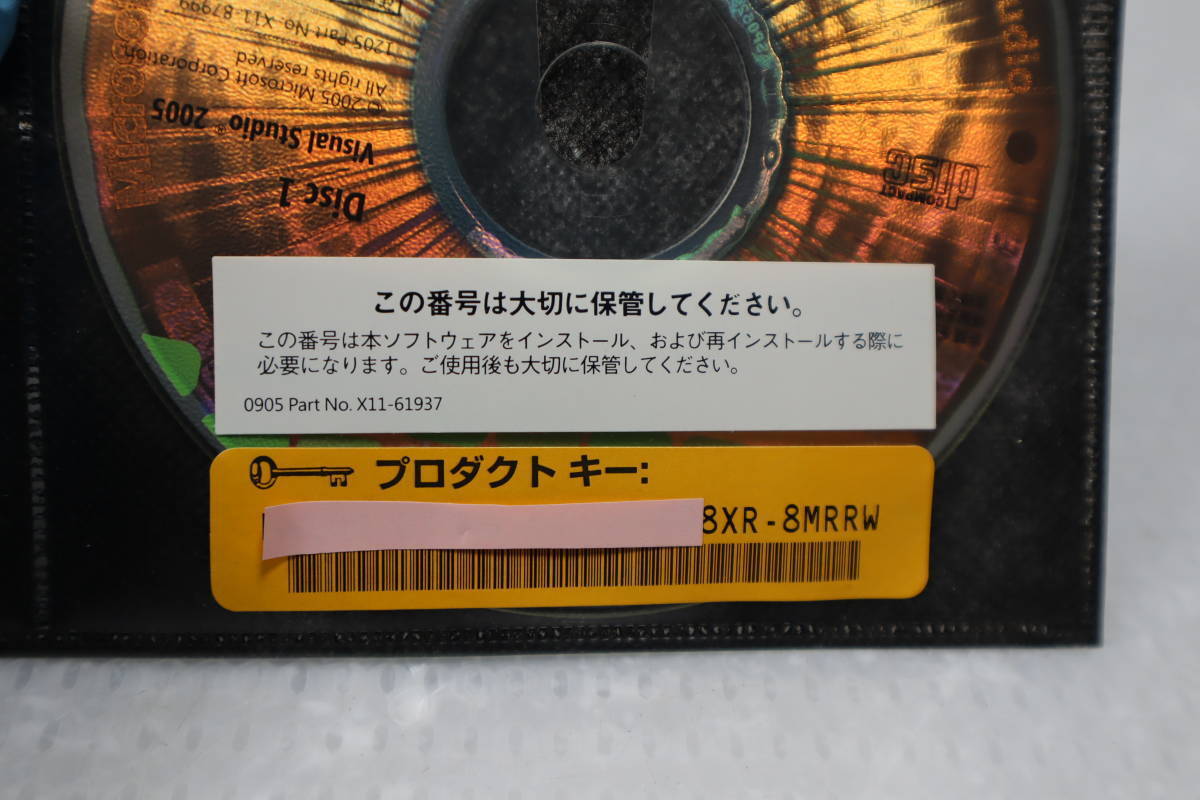 1205 Part No. X11-87999
© 2005 Microsoft Corporation.
All rights reserved
Visual Studio® 2005
Disc 1
COMPACT
disc
この番号は大切に保管してください。
この番号は本ソフトウェアをインストール、および再インストールする際に
必要になります。ご使用後も大切に保管してください。
0905 Part No. X11-61937
プロダクト キー:
8XR-8MRRW